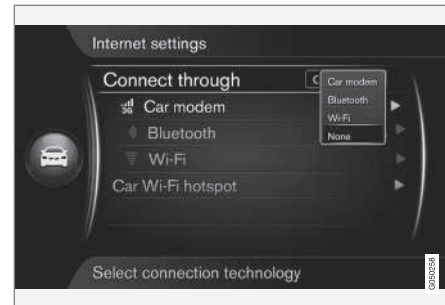 Internet settings
Connect through
Car modem
Bluetooth
Wi-Fi
None
3G
Car modem
Bluetooth
Wi-Fi
Car Wi-Fi hotspot
Select connection technology
G050258